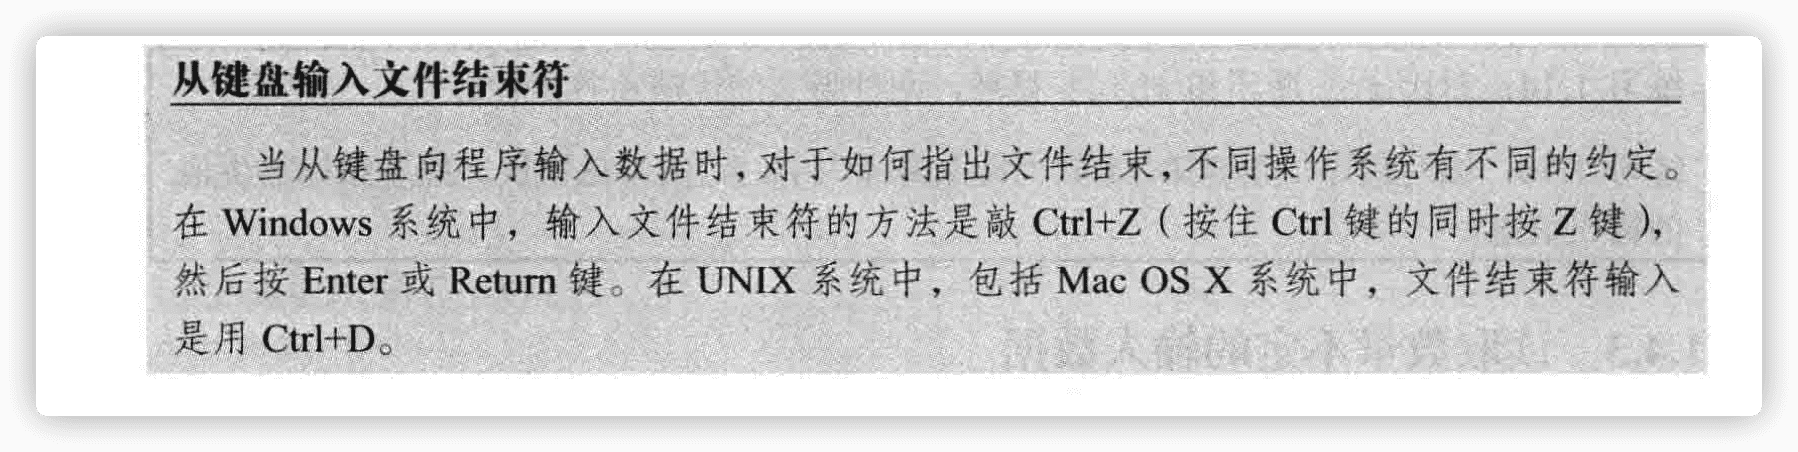 从键盘输入文件结束符
当从键盘向程序输入数据时，对于如何指出文件结束，不同操作系统有不同的约定。
在 Windows 系统中，输入文件结束符的方法是敲 Ctrl+Z（按住 Ctrl 键的同时按 Z 键），
然后按 Enter 或 Return 键。在 UNIX 系统中，包括 Mac OS X 系统中，文件结束符输入
是用 Ctrl+D。